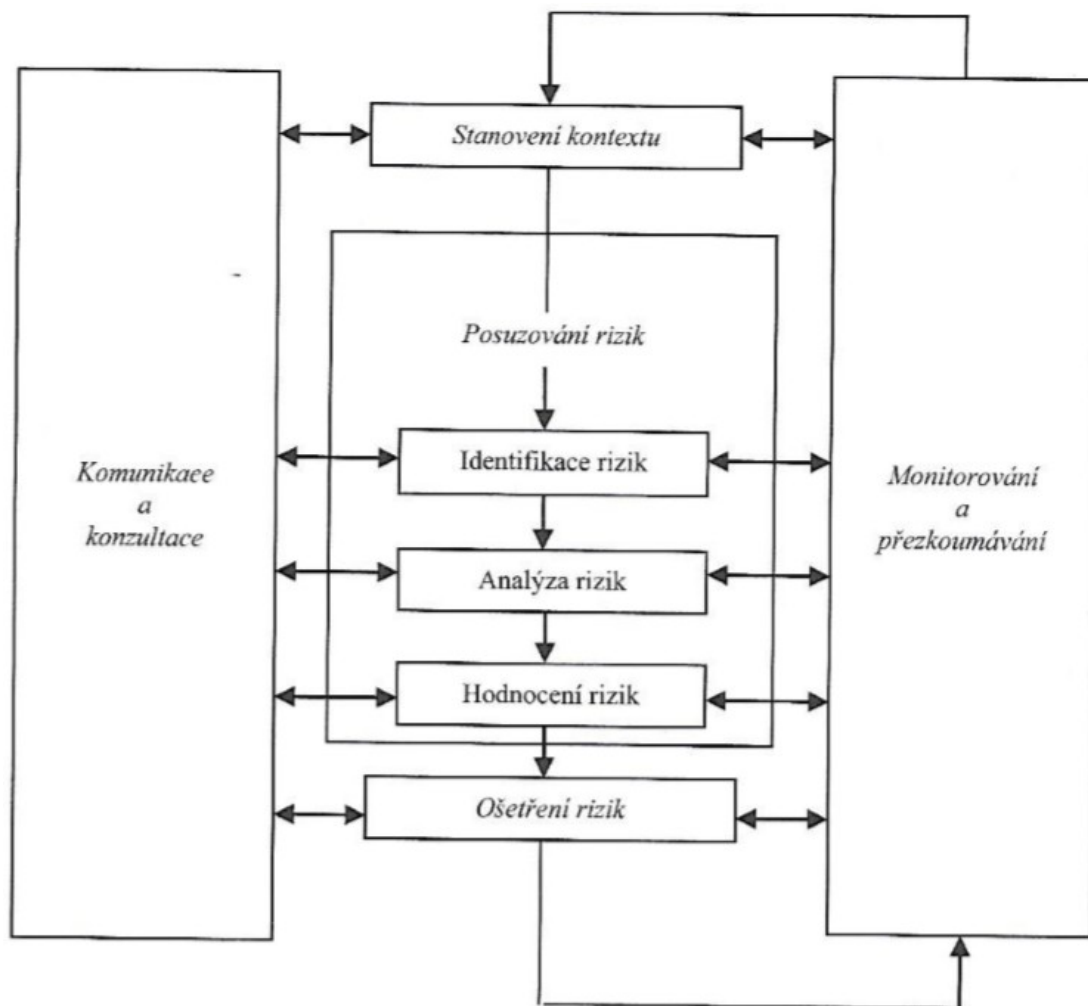 Stanovení kontextu
Posuzování rizik
Identifikace rizik
Komunikace
a
konzultace
Monitorování
a
přezkoumávání
Analýza rizik
Hodnocení rizik
Ošetření rizik